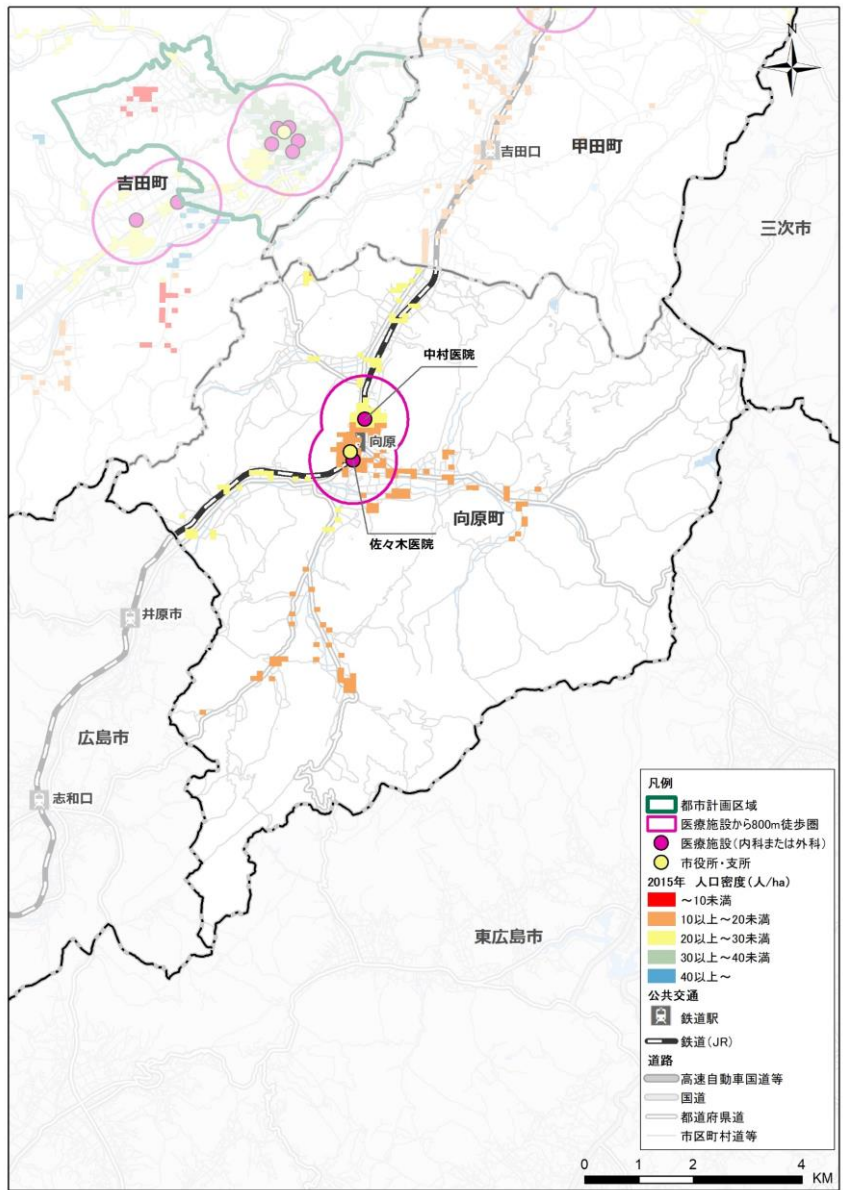 N
吉田口
甲田町
吉田町
三次市
中村医院
向原
向原町
佐々木医院
井原市
広島市
志和口
東広島市
凡例
都市計画区域
医療施設から800m徒歩圏
医療施設(内科または外科)
市役所・支所
2015年 人口密度(人/ha)
～10未満
10以上～20未満
20以上～30未満
30以上～40未満
40以上～
公共交通
鉄道駅
鉄道(JR)
道路
高速自動車国道等
国道
都道府県道
市区町村道等
0 1 2 4
KM